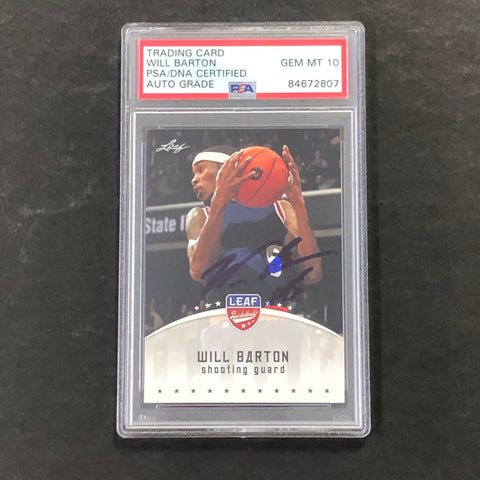 TRADING CARD
WILL BARTON GEM MT 10
PSA/DNA CERTIFIED
AUTO GRADE PSA 84672807
Leaf
State
LEAF
Basketball
WILL BARTON
shooting guard